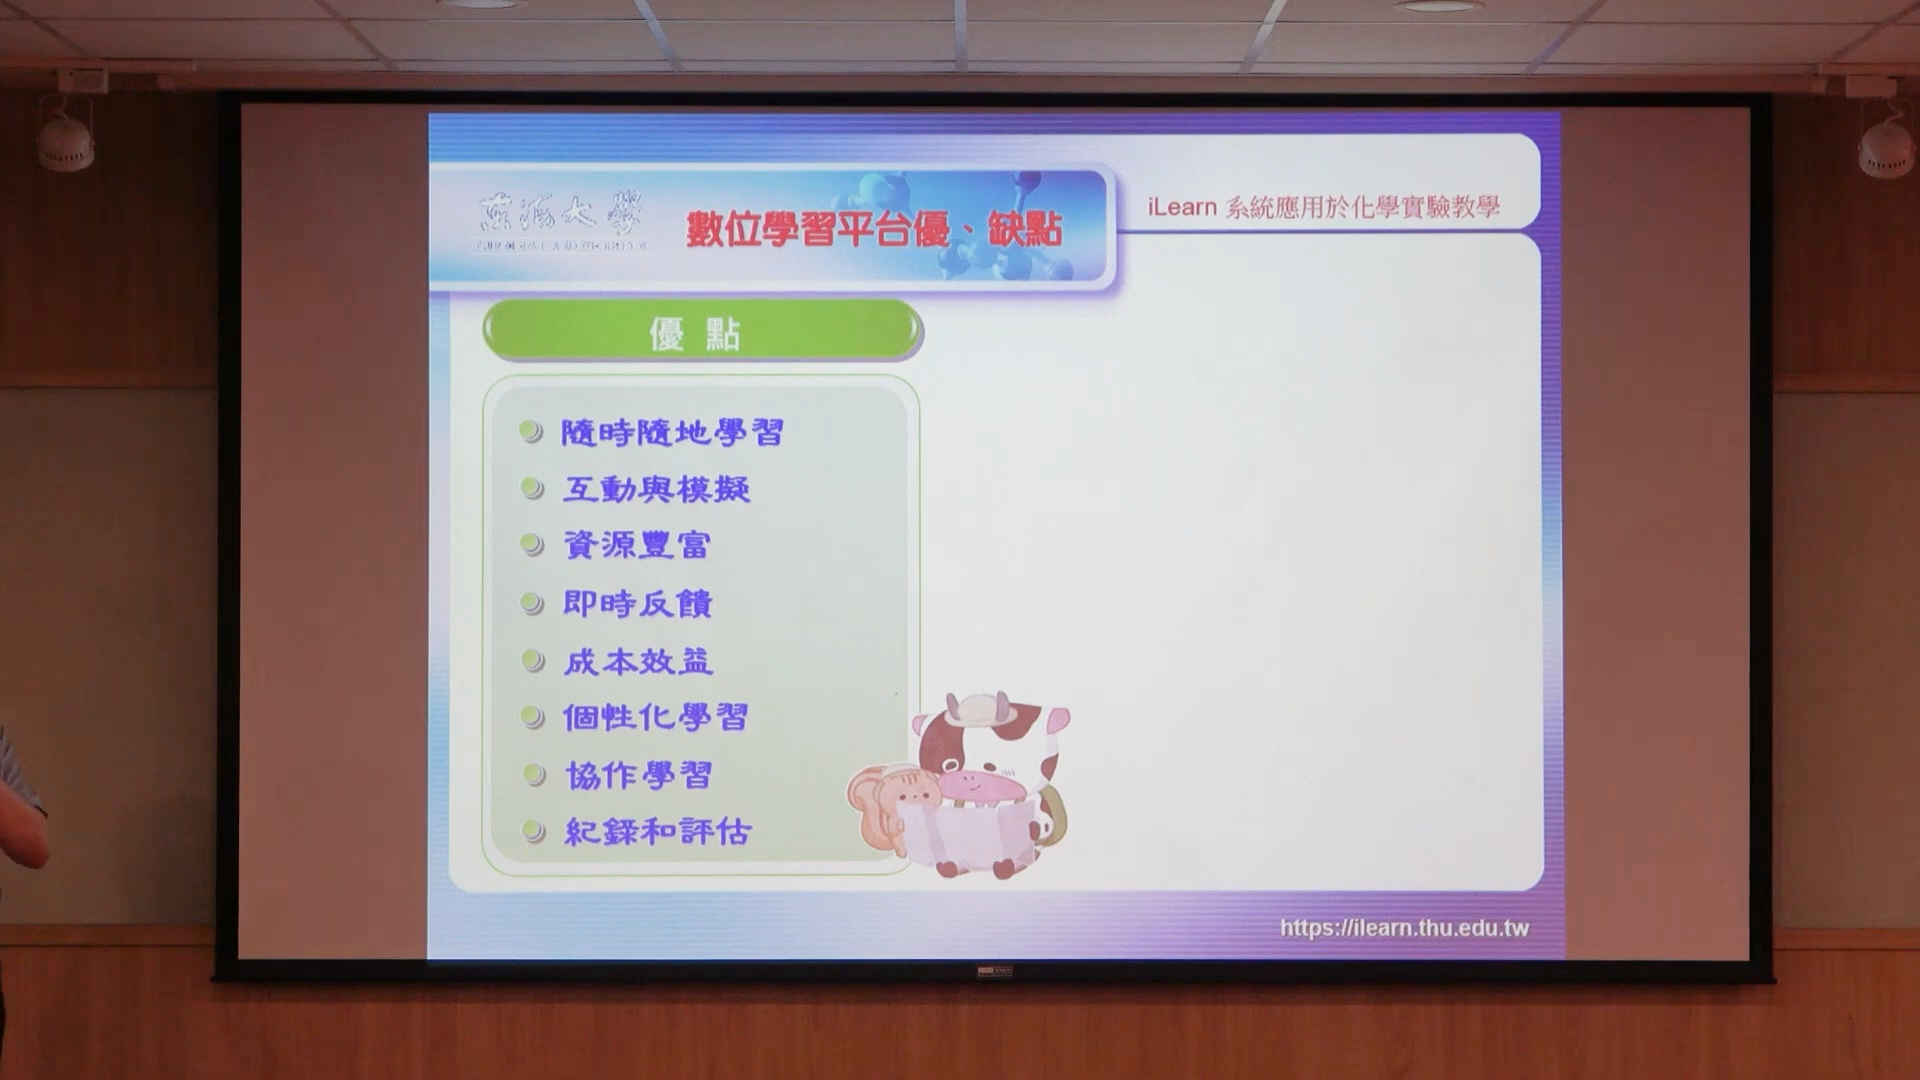 東海大學
數位學習平台優、缺點
iLearn 系統應用於化學實驗教學
優 點
隨時隨地學習
互動與模擬
資源豐富
即時反饋
成本效益
個性化學習
協作學習
紀錄和評估
https://ilearn.thu.edu.tw